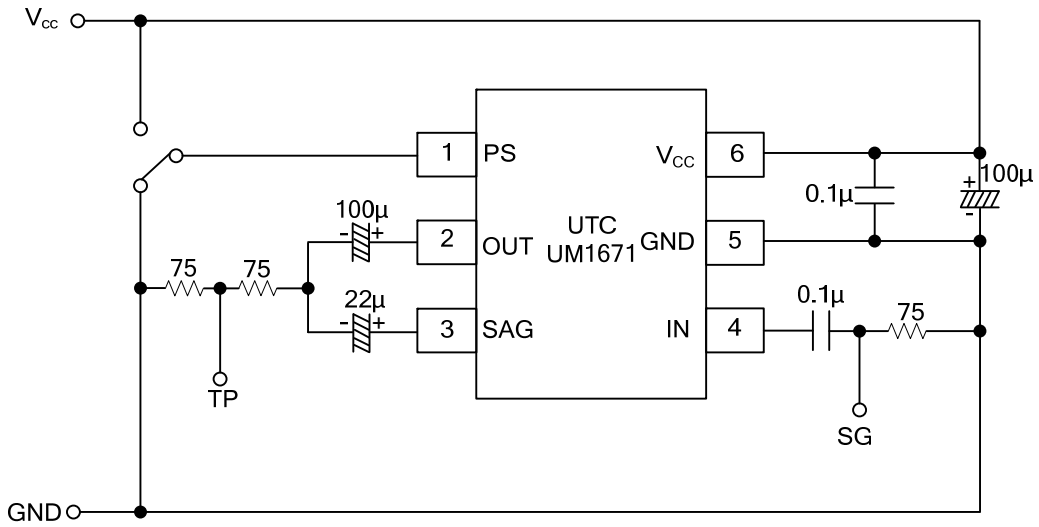 Vcc
1 PS
Vcc 6
100μ
- +
2 OUT
UTC
UM1671
GND 5
0.1μ
+
100μ
-
75 75
22μ
- +
3 SAG
IN 4
0.1μ
75
TP
SG
GND